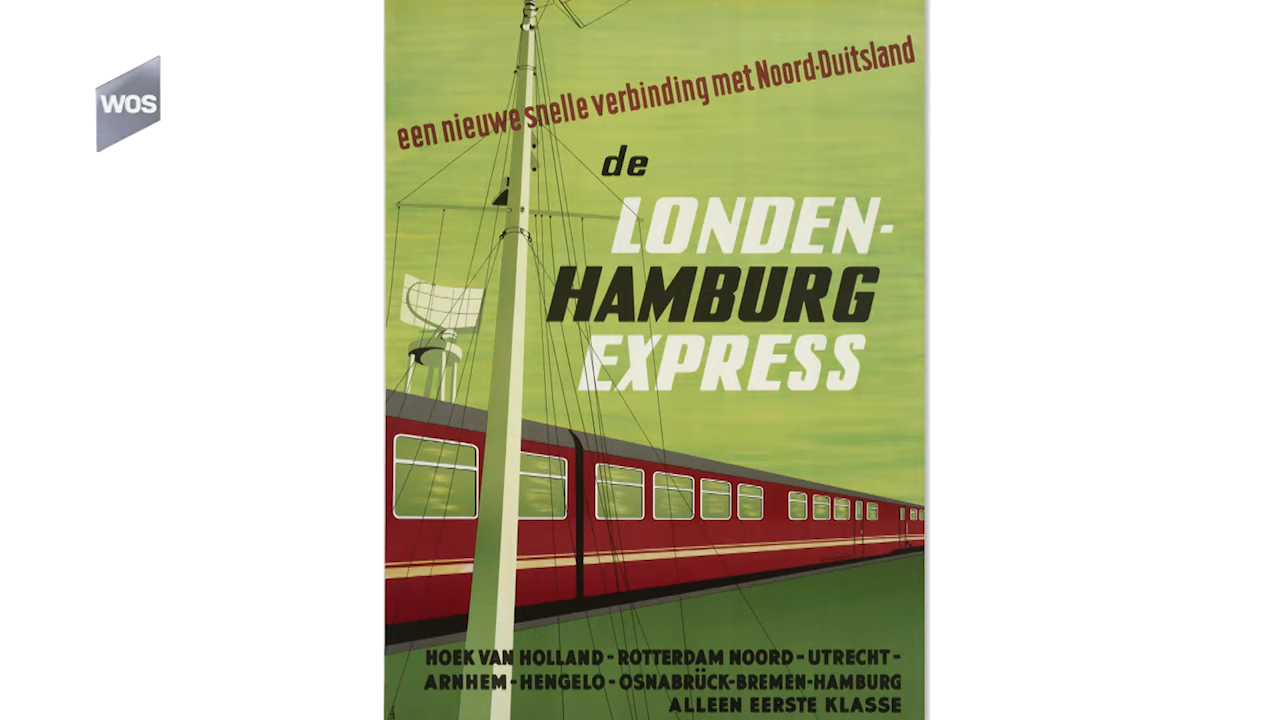 WOS
een nieuwe snelle verbinding met Noord-Duitsland
de
LONDEN-
HAMBURG
EXPRESS
HOEK VAN HOLLAND - ROTTERDAM NOORD - UTRECHT -
ARNHEM - HENGELO - OSNABRÜCK-BREMEN-HAMBURG
ALLEEN EERSTE KLASSE